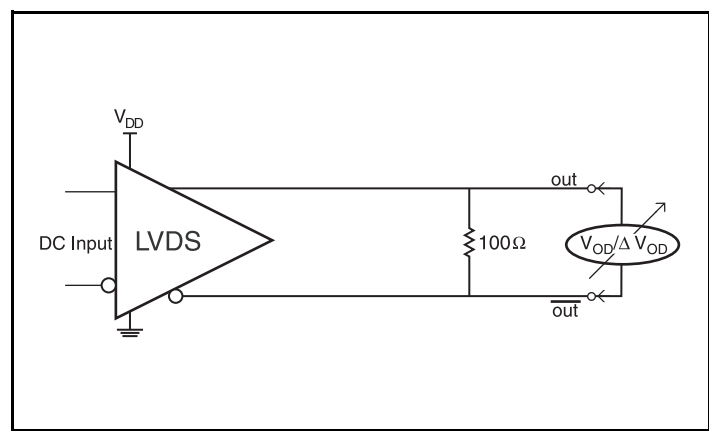 V_DD
out
DC Input
LVDS
100Ω
V_OD/Δ V_OD
out